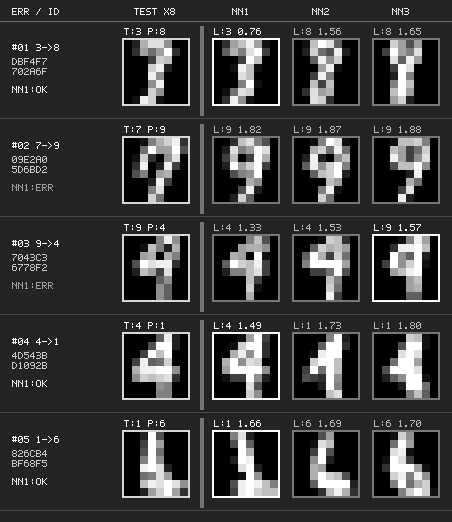 ERR / ID TEST X8 NN1 NN2 NN3
T:3 P:8 L:3 0.76 L:8 1.56 L:8 1.65
#01 3->8
DBF4F7
702A6F
NN1:OK
T:7 P:9 L:9 1.82 L:9 1.87 L:9 1.88
#02 7->9
09E2A0
5D6BD2
NN1:ERR
T:9 P:4 L:4 1.33 L:4 1.53 L:9 1.57
#03 9->4
7043C3
6778F2
NN1:ERR
T:4 P:1 L:4 1.49 L:1 1.73 L:1 1.80
#04 4->1
4D543B
D1092B
NN1:OK
T:1 P:6 L:1 1.66 L:6 1.69 L:6 1.70
#05 1->6
826CB4
BF68F5
NN1:OK